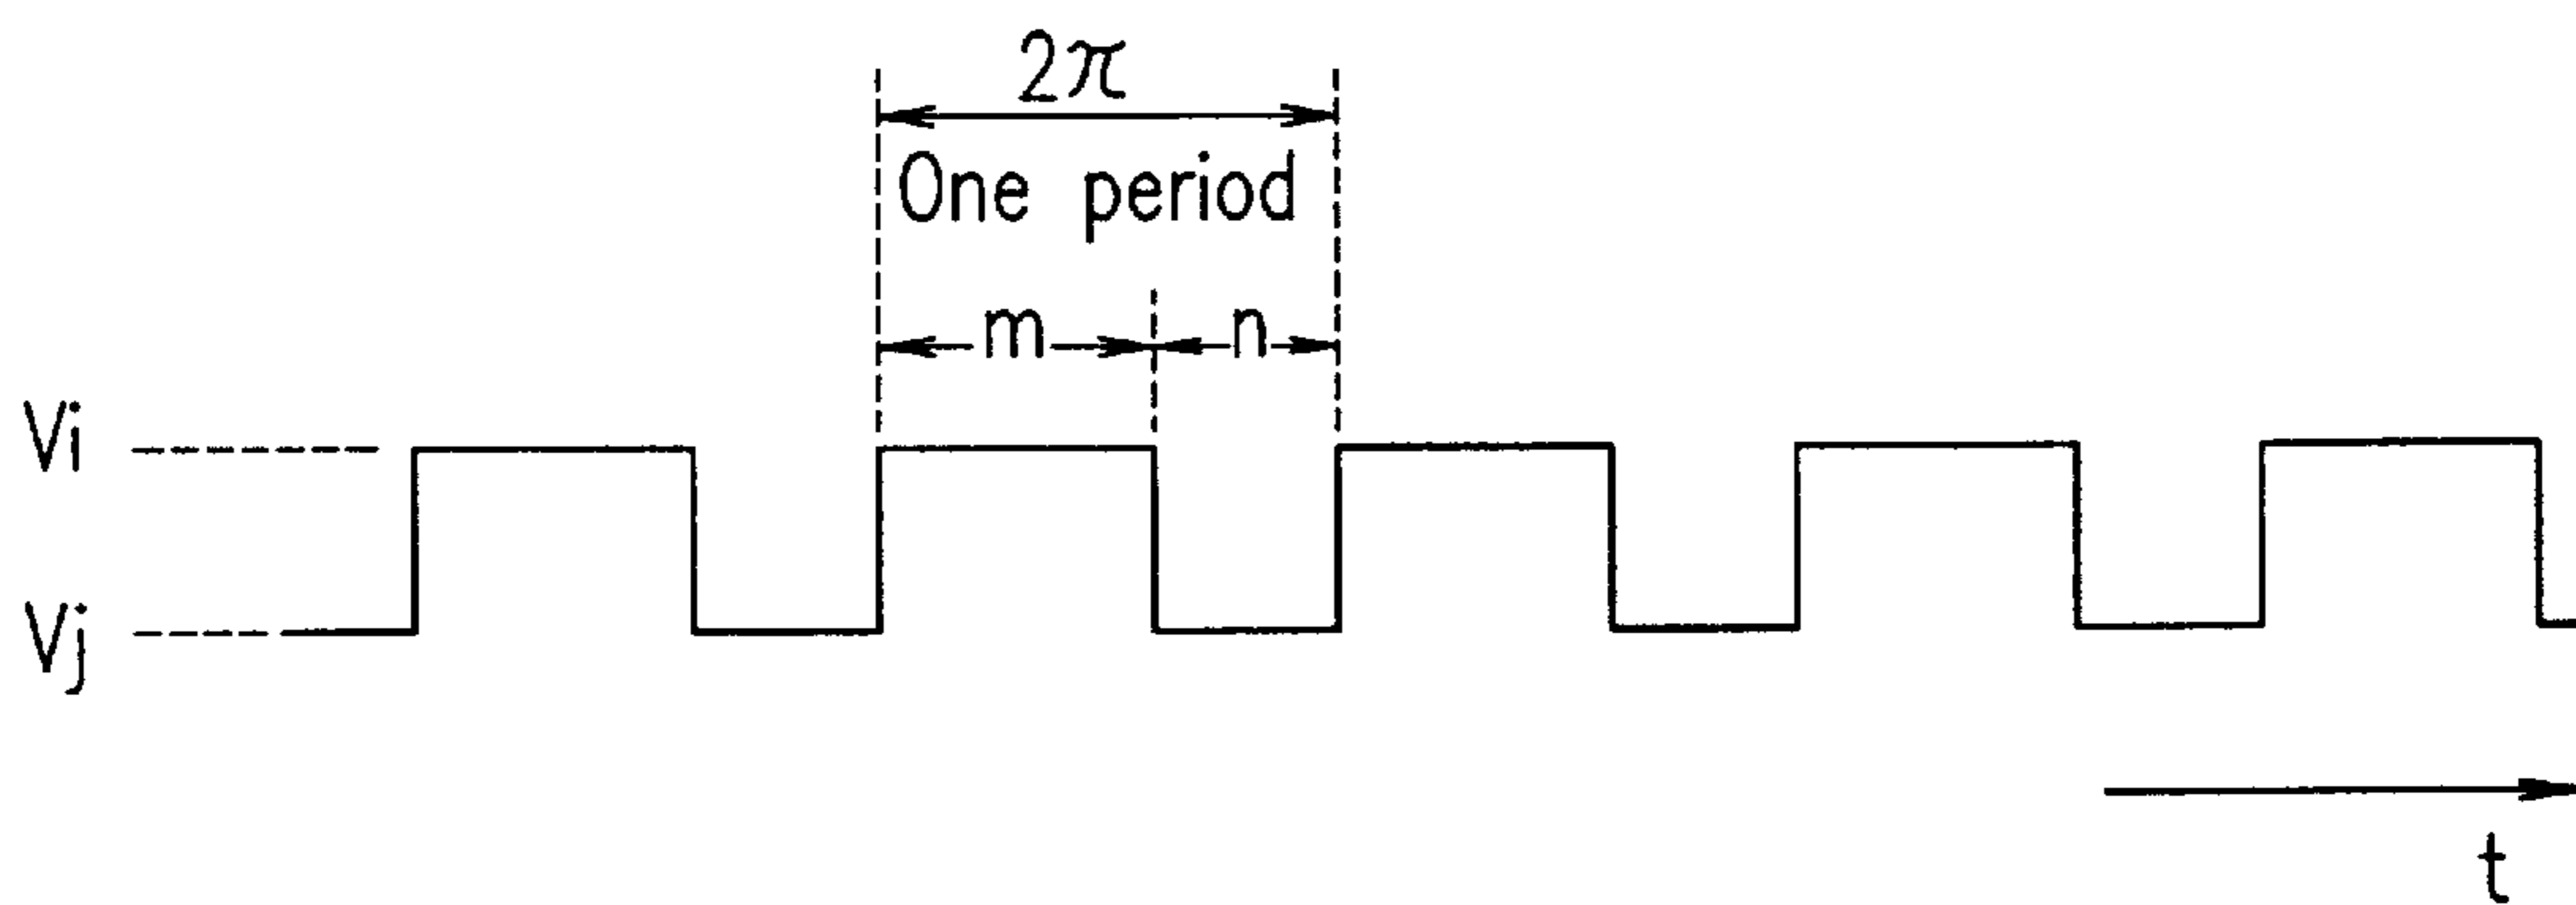 2π
One period
m n
Vi
Vj
t